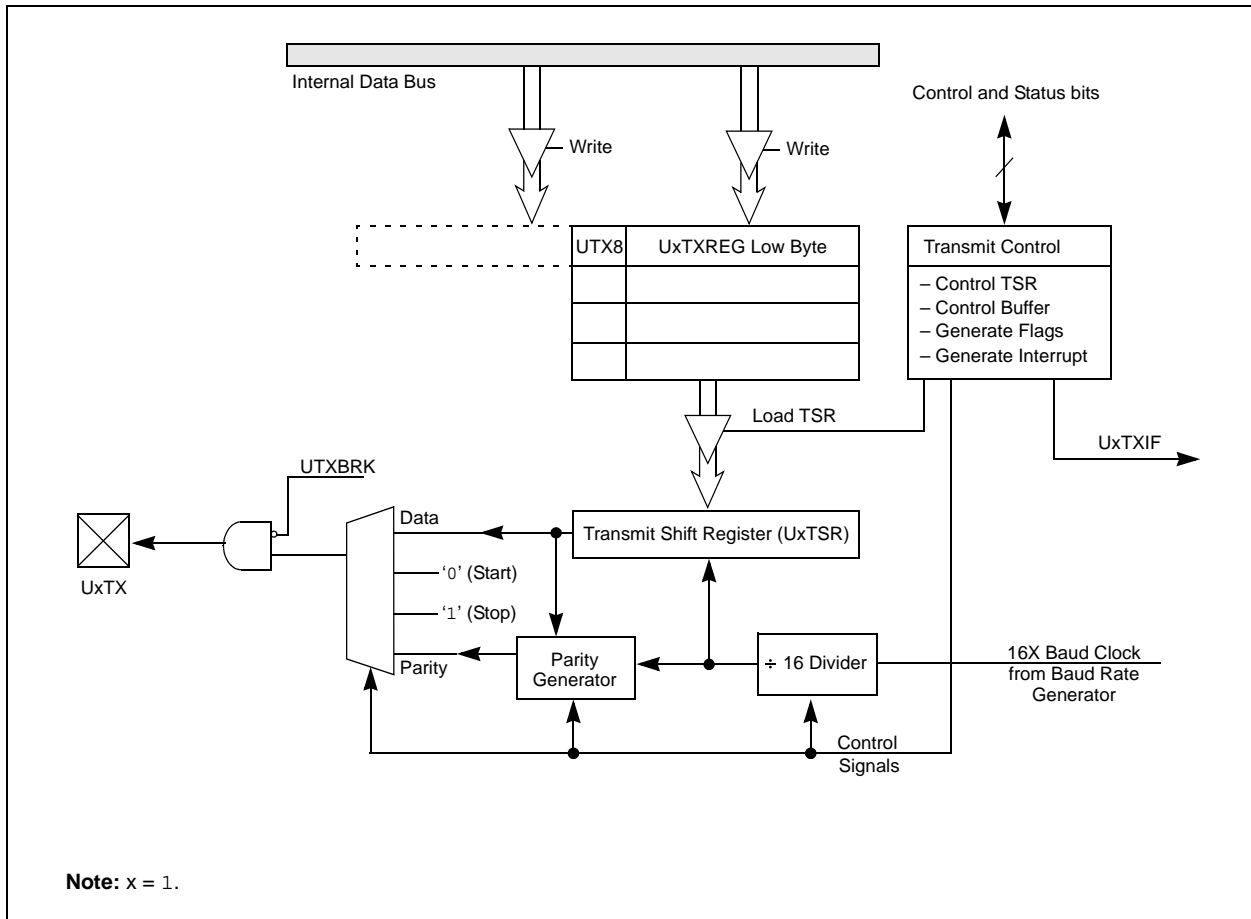 Internal Data Bus
Control and Status bits
Write
Write
UTX8
UxTXREG Low Byte
Transmit Control
– Control TSR
– Control Buffer
– Generate Flags
– Generate Interrupt
Load TSR
UxTXIF
UTXBRK
Data
Transmit Shift Register (UxTSR)
UxTX
‘0’ (Start)
‘1’ (Stop)
Parity
Parity
Generator
÷ 16 Divider
16X Baud Clock
from Baud Rate
Generator
Control
Signals
Note: x = 1.